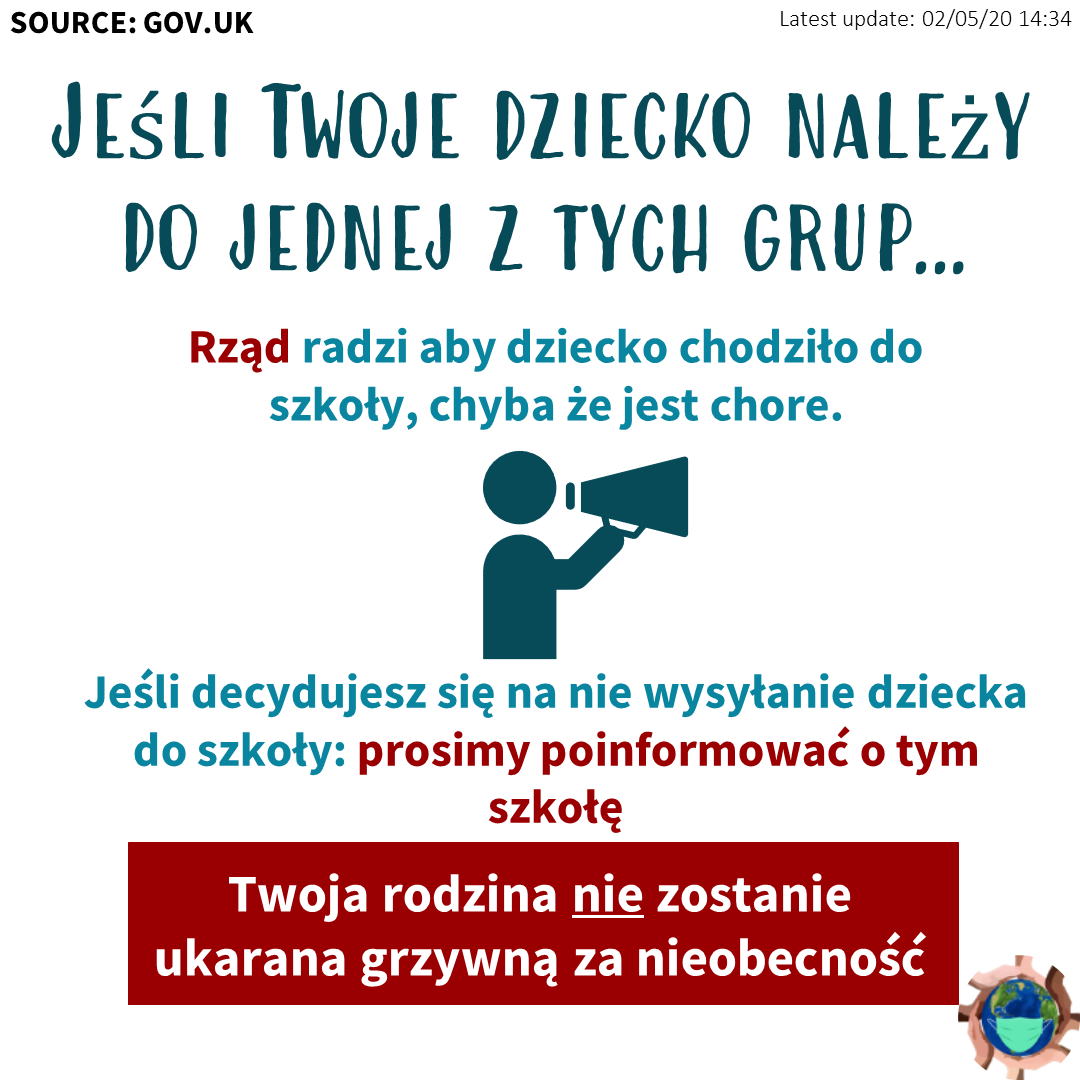 SOURCE: GOV.UK
Latest update: 02/05/20 14:34
Jeśli Twoje dziecko należy
do jednej z tych grup...
Rząd radzi aby dziecko chodziło do
szkoły, chyba że jest chore.
Jeśli decydujesz się na nie wysyłanie dziecka
do szkoły: prosimy poinformować o tym
szkołę
Twoja rodzina nie zostanie
ukarana grzywną za nieobecność